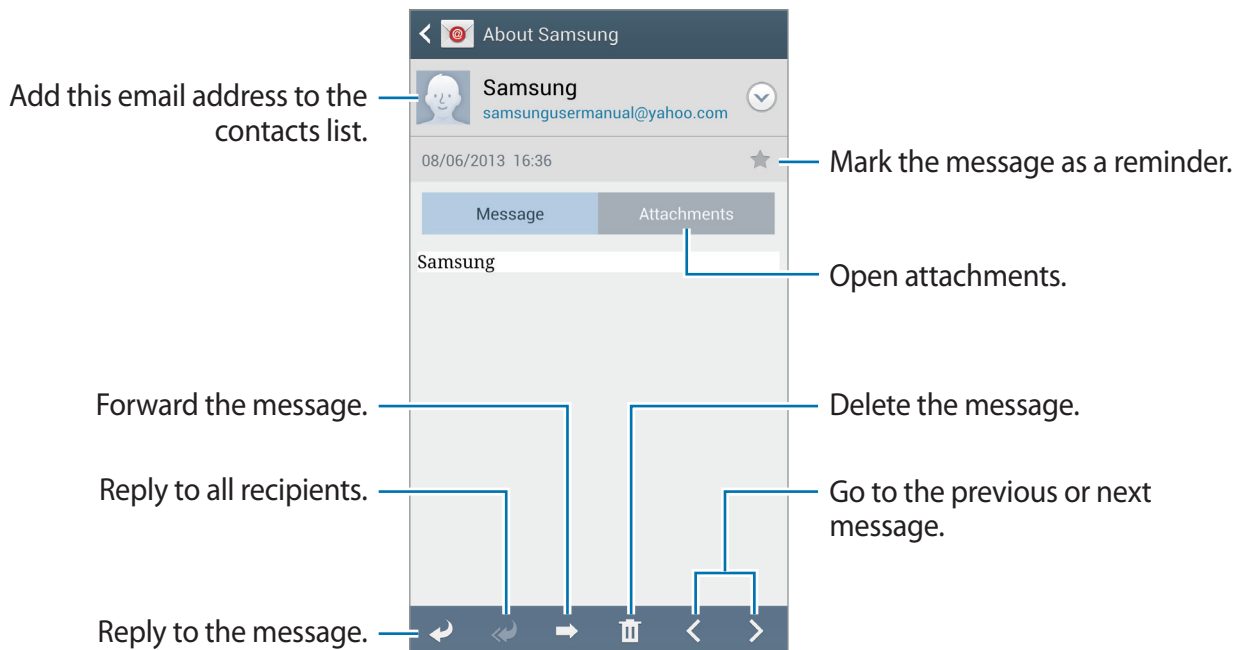 About Samsung
Add this email address to the
contacts list.
Samsung
samsungusermanual@yahoo.com
08/06/2013 16:36
Mark the message as a reminder.
Message
Attachments
Samsung
Open attachments.
Forward the message.
Delete the message.
Reply to all recipients.
Go to the previous or next
message.
Reply to the message.